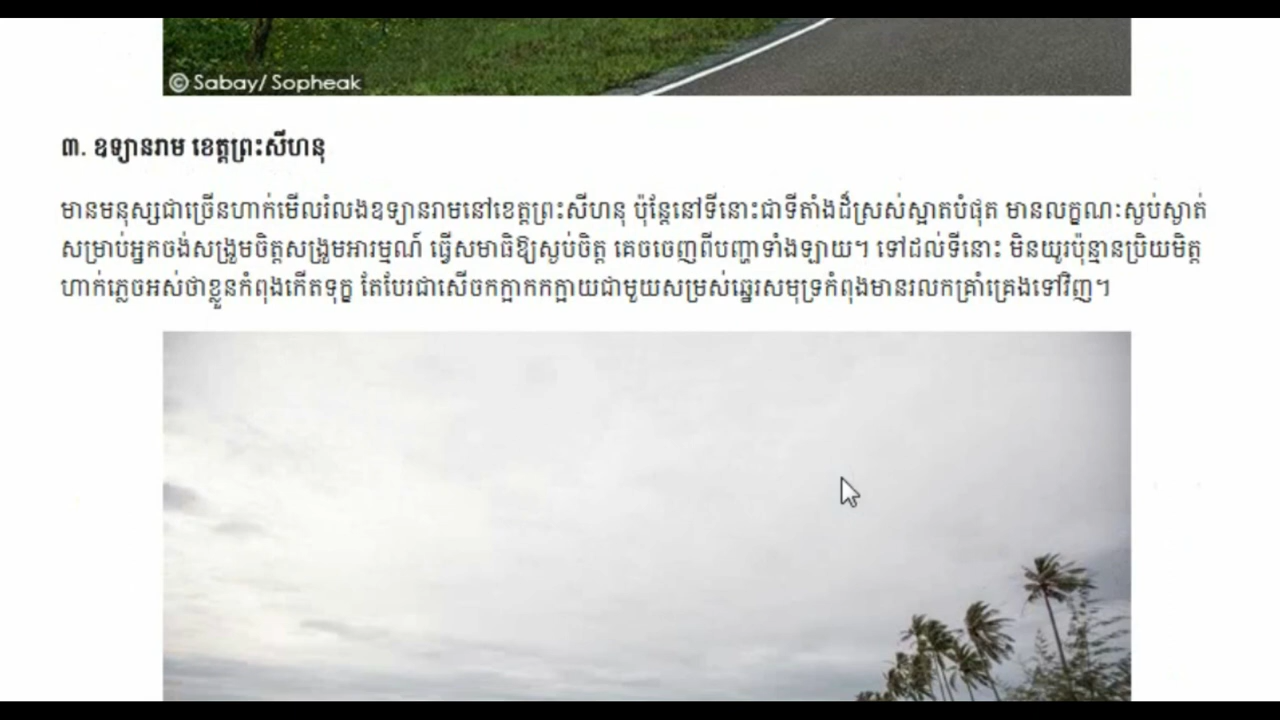 © Sabay/ Sopheak
៣. ឧទ្យានរាម ខេត្តព្រះសីហនុ
មានមនុស្សជាច្រើនហាក់មើលរំលងឧទ្យានរាមនៅខេត្តព្រះសីហនុ ប៉ុន្តែនៅទីនោះជាទីតាំងដ៏ស្រស់ស្អាតបំផុត មានលក្ខណៈស្ងប់ស្ងាត់
សម្រាប់អ្នកចង់សង្រួមចិត្តសង្រួមអារម្មណ៍ ធ្វើសមាធិឱ្យស្ងប់ចិត្ត គេចចេញពីបញ្ហាទាំងឡាយ។ ទៅដល់ទីនោះ មិនយូរប៉ុន្មានប្រិយមិត្ត
ហាក់ភ្លេចអស់ថាខ្លួនកំពុងកើតទុក្ខ តែបែរជាសើចកក្អាកកក្អាយជាមួយសម្រស់ឆ្នេរសមុទ្រកំពុងមានរលកគ្រាំគ្រេងទៅវិញ។